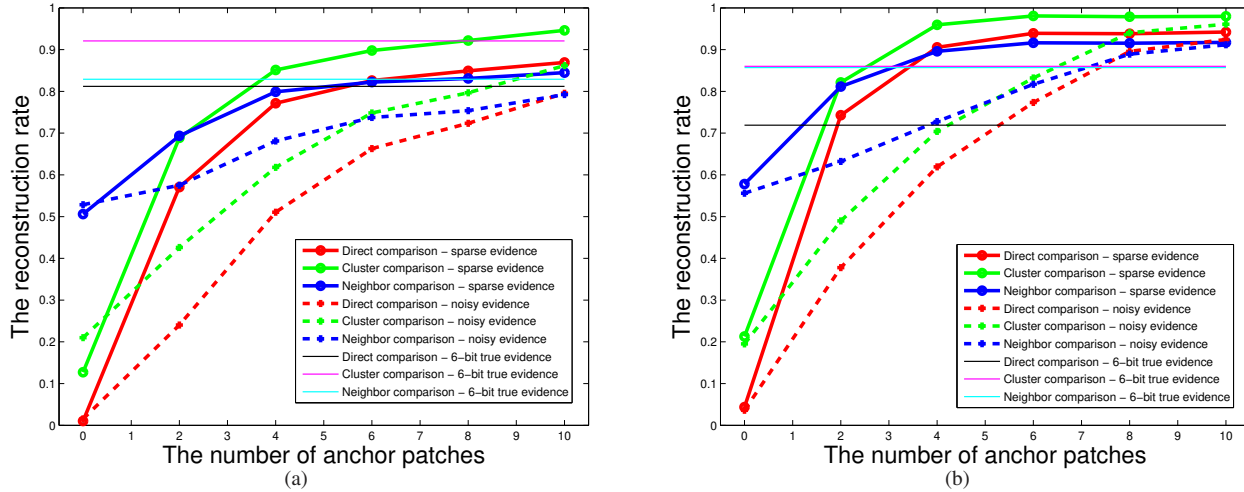 1
0.9
0.8
0.7
0.6
0.5
0.4
0.3
0.2
0.1
0
The reconstruction rate
Direct comparison − sparse evidence
Cluster comparison − sparse evidence
Neighbor comparison − sparse evidence
Direct comparison − noisy evidence
Cluster comparison − noisy evidence
Neighbor comparison − noisy evidence
Direct comparison − 6−bit true evidence
Cluster comparison − 6−bit true evidence
Neighbor comparison − 6−bit true evidence
0 1 2 3 4 5 6 7 8 9 10
The number of anchor patches
(a)
1
0.9
0.8
0.7
0.6
0.5
0.4
0.3
0.2
0.1
0
The reconstruction rate
Direct comparison − sparse evidence
Cluster comparison − sparse evidence
Neighbor comparison − sparse evidence
Direct comparison − noisy evidence
Cluster comparison − noisy evidence
Neighbor comparison − noisy evidence
Direct comparison − 6−bit true evidence
Cluster comparison − 6−bit true evidence
Neighbor comparison − 6−bit true evidence
0 1 2 3 4 5 6 7 8 9 10
The number of anchor patches
(b)